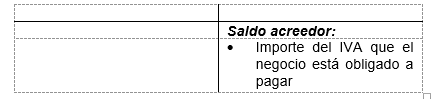 Saldo acreedor:
• Importe del IVA que el
negocio está obligado a
pagar